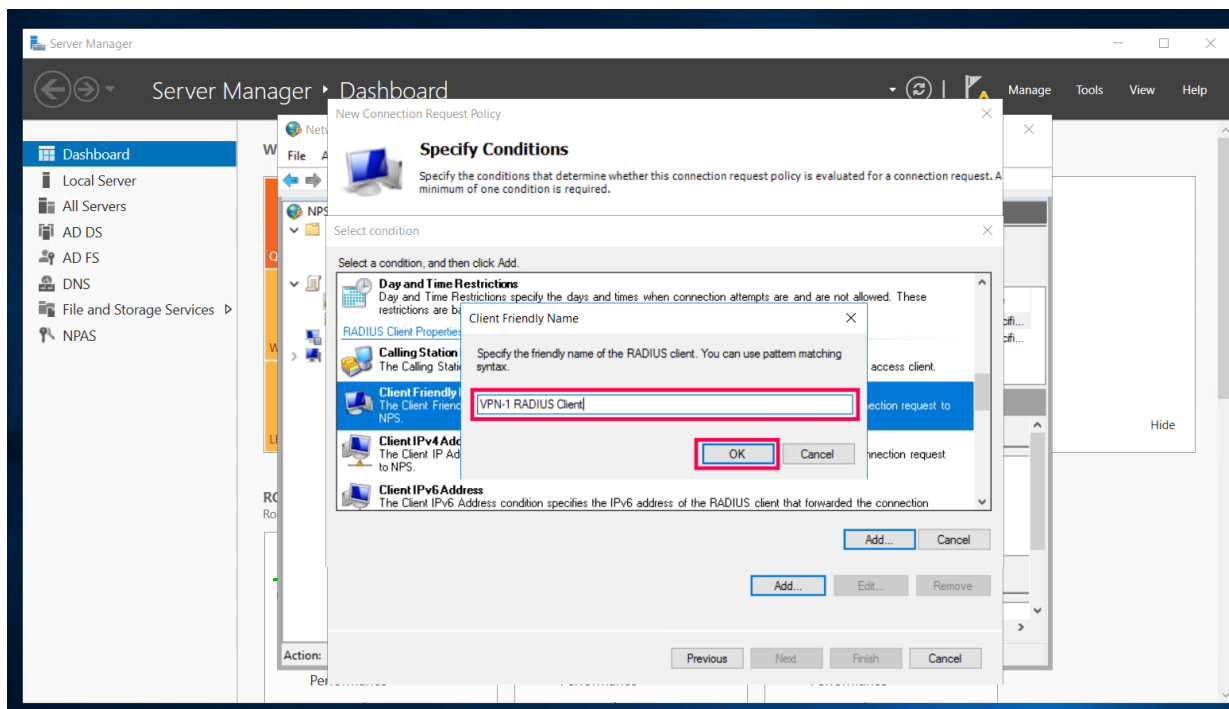 Server Manager
Server Manager
Dashboard
Manage
Tools
View
Help
New Connection Request Policy
Specify Conditions
Specify the conditions that determine whether this connection request policy is evaluated for a connection request. A
minimum of one condition is required.
File
NPS
Dashboard
Local Server
All Servers
AD DS
AD FS
DNS
File and Storage Services
NPAS
Select condition
Select a condition, and then click Add.
Day and Time Restrictions
Day and Time Restrictions specify the days and times when connection attempts are and are not allowed. These
restrictions are
RADIUS Client Properties
Calling Station
The Calling
access client.
Client Friendly
The Client
ection request to
NPS.
Client IPv4
The Client IP
nnection request
to NPS.
Client IPv6 Address
The Client IPv6 Address condition specifies the IPv6 address of the RADIUS client that forwarded the connection
Client Friendly Name
Specify the friendly name of the RADIUS client. You can use pattern matching
syntax.
VPN-1 RADIUS Client
OK
Cancel
Add...
Cancel
Add...
Edit...
Remove
Previous
Next
Finish
Cancel
Action:
Hide